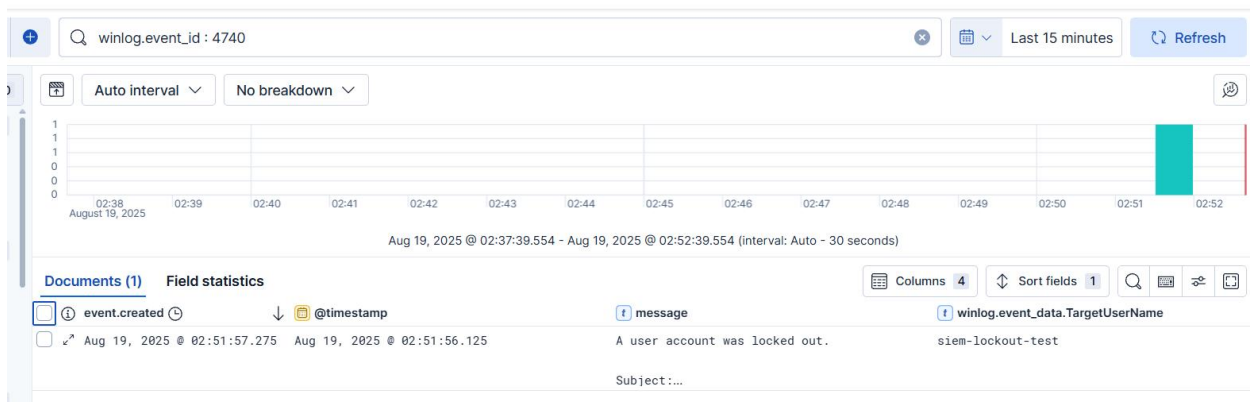 winlog.event_id : 4740
Last 15 minutes
Refresh
Auto interval
No breakdown
1
1
1
0
0
0
02:38 02:39 02:40 02:41 02:42 02:43 02:44 02:45 02:46 02:47 02:48 02:49 02:50 02:51 02:52
August 19, 2025
Aug 19, 2025 @ 02:37:39.554 - Aug 19, 2025 @ 02:52:39.554 (interval: Auto - 30 seconds)
Documents (1) Field statistics
Columns 4
Sort fields 1
event.created @timestamp message winlog.event_data.TargetUserName
Aug 19, 2025 @ 02:51:57.275 Aug 19, 2025 @ 02:51:56.125 A user account was locked out. siem-lockout-test
Subject:…